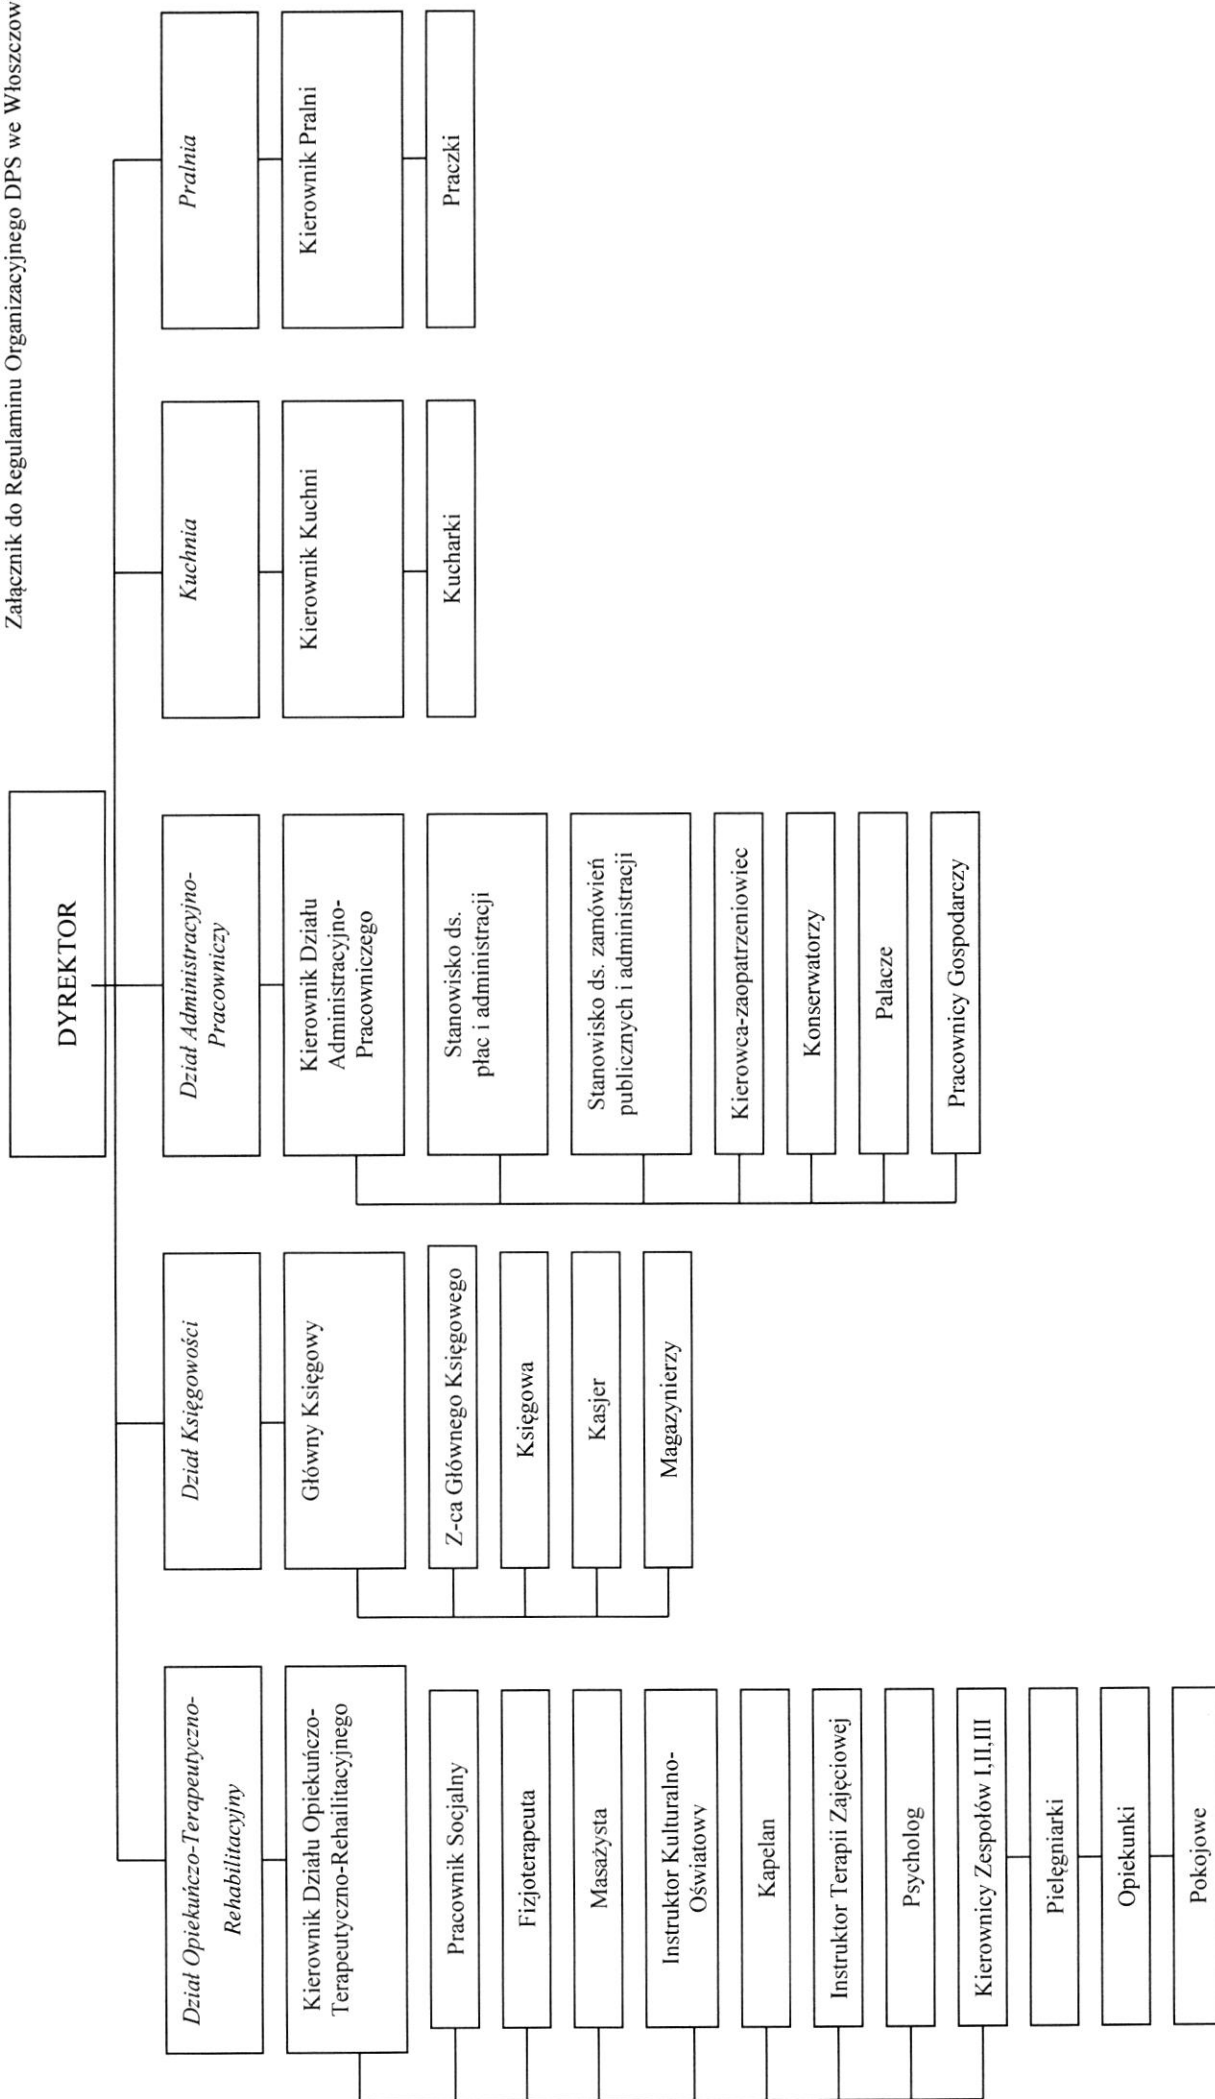 Załącznik do Regulaminu Organizacyjnego DPS we Włoszczow
DYREKTOR
Dział Opiekuńczo-Terapeutyczno-
Rehabilitacyjny
Kierownik Działu Opiekuńczo-
Terapeutyczno-Rehailitacyjnego
Pracownik Socjalny
Fizjoterapeuta
Masażysta
Instruktor Kulturalno-
Oświatowy
Kapelan
Instruktor Terapii Zajęciowej
Psycholog
Kierownicy Zespołów I,II,III
Pielęgniarki
Opiekunki
Pokojowe
Dział Księgowości
Główny Księgowy
Z-ca Głównego Księgowego
Księgowa
Kasjer
Magazynierzy
Dział Administracyjno-
Pracowniczy
Kierownik Działu
Administracyjno-
Pracowniczego
Stanowisko ds.
płac i administracji
Stanowisko ds. zamówień
publicznych i administracji
Kierowca-zaopatrzeniowiec
Konserwatorzy
Palacze
Pracownicy Gospodarczy
Kuchnia
Kierownik Kuchni
Kucharki
Pralnia
Kierownik Pralni
Praczki